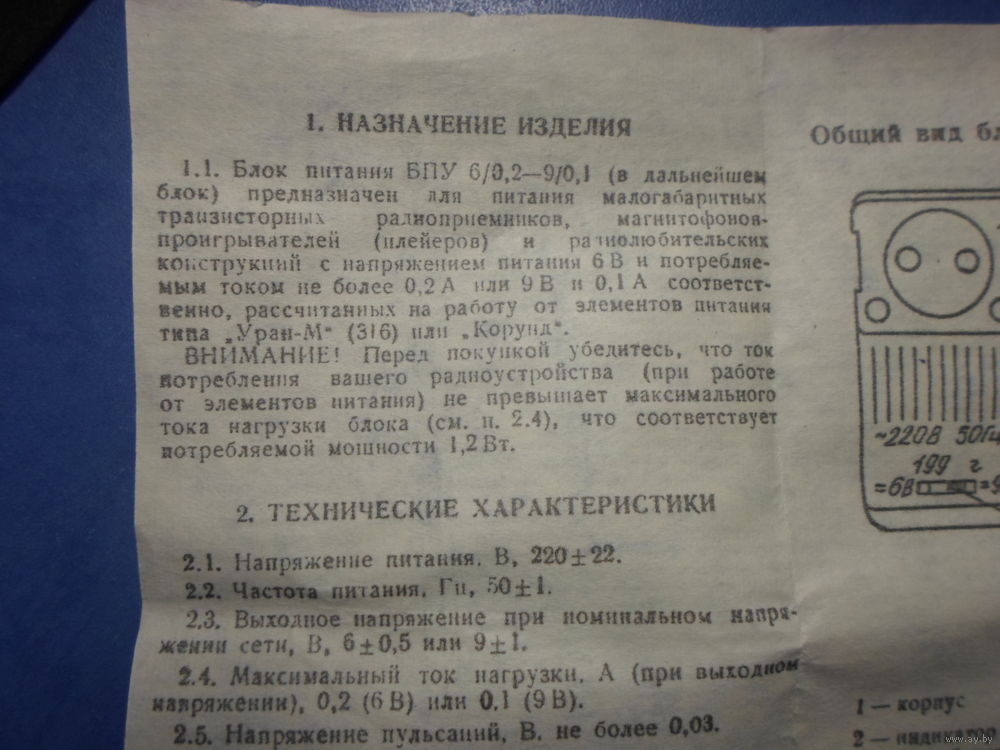 1. НАЗНАЧЕНИЕ ИЗДЕЛИЯ
1.1. Блок питания БПУ 6/0,2—9/0,1 (в дальнейшем
блок) предназначен для питания малогабаритных
транзисторных радиоприемников, магнитофонов-
проигрывателей (плейеров) и радиолюбительских
конструкций с напряжением питания 6 В и потребляе-
мым током не более 0,2 А или 9 В и 0,1 А соответст-
венно, рассчитанных на работу от элементов питания
типа „Уран-М“ (316) или „Корунд“.
ВНИМАНИЕ! Перед покупкой убедитесь, что ток
потребления вашего радиоустройства (при работе
от элементов питания) не превышает максимального
тока нагрузки блока (см. п. 2.4), что соответствует
потребляемой мощности 1,2 Вт.
2. ТЕХНИЧЕСКИЕ ХАРАКТЕРИСТИКИ
2.1. Напряжение питания, В, 220±22.
2.2. Частота питания, Гц, 50±1.
2.3. Выходное напряжение при номинальном напря-
жении сети, В, 6±0,5 или 9±1.
2.4. Максимальный ток нагрузки, А (при выходном
напряжении), 0,2 (6 В) или 0,1 (9 В).
2.5. Напряжение пульсаций, В, не более 0,03.
Общий вид
~220В 50Гц
199 г
=6В
1 — корпус
2 —
www.ay.by